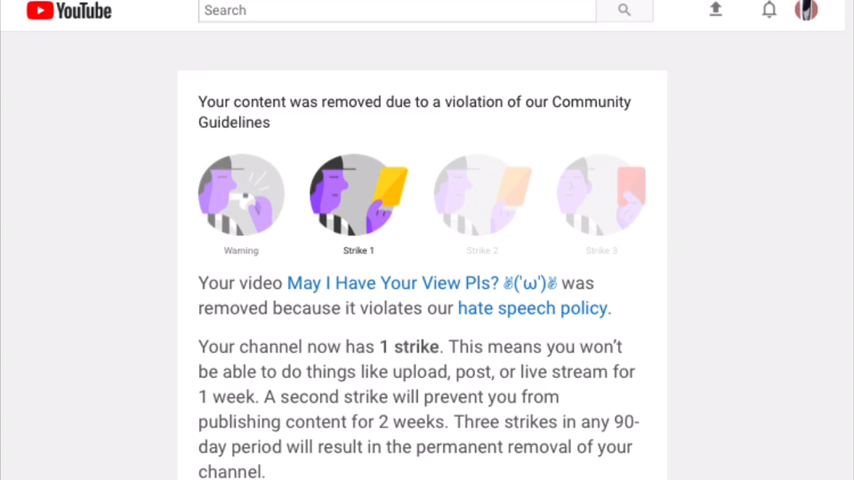 YouTube
Search
Your content was removed due to a violation of our Community
Guidelines
Warning
Strike 1
Strike 2
Strike 3
Your video May I Have Your View Pls? ✌('ω')✌ was
removed because it violates our hate speech policy.
Your channel now has 1 strike. This means you won’t
be able to do things like upload, post, or live stream for
1 week. A second strike will prevent you from
publishing content for 2 weeks. Three strikes in any 90-
day period will result in the permanent removal of your
channel.